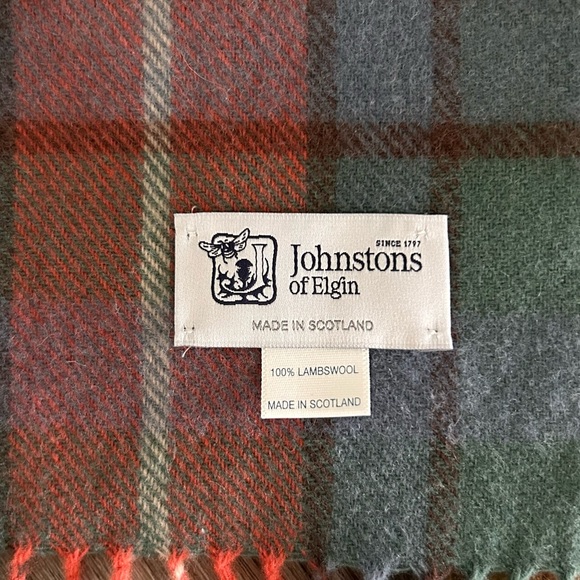 SINCE 1797
Johnstons
of Elgin
MADE IN SCOTLAND
100% LAMBSWOOL
MADE IN SCOTLAND